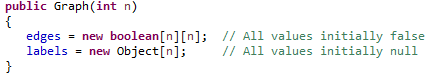 public Graph(int n)
{
   edges = new boolean[n][n];  // All values initially false
   labels = new Object[n];     // All values initially null
}